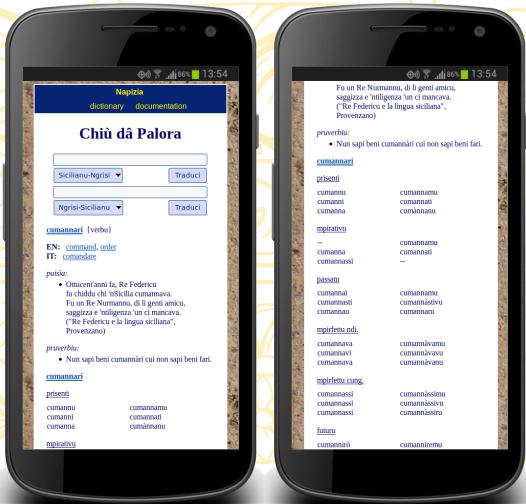 86% 13:54
Napizia
dictionary documentation
Chiù dâ Palora
Sicilianu-Ngrisi Traduci
Ngrisi-Sicilianu Traduci
cumannari {verbu}
EN: command, order
IT: comandare
puisia:
Ottucent'anni fa, Re Federicu
fu chiddu chi 'nSicilia cumannava.
Fu un Re Nurmannu, di li genti amicu,
saggizza e 'ntiligenza 'un ci mancava.
("Re Federicu e la lingua siciliana",
Provenzano)
pruverbiu:
Nun sapi beni cumannàri cui non sapi beni fari.
cumannari
prisenti
cumannu cumannamu
cumanni cumannati
cumanna cumànnanu
mpirativu
86% 13:54
Fu un Re Nurmannu, di li genti amicu,
saggizza e 'ntiligenza 'un ci mancava.
("Re Federicu e la lingua siciliana",
Provenzano)
pruverbiu:
Nun sapi beni cumannàri cui non sapi beni fari.
cumannari
prisenti
cumannu cumannamu
cumanni cumannati
cumanna cumànnanu
mpirativu
-- cumannamu
cumanna cumannati
cumannassi --
passatu
cumannai cumannamu
cumannasti cumannàstivu
cumannau cumannaru
mpirfettu ndi.
cumannava cumannàvamu
cumannavi cumannàvavu
cumannava cumannàvanu
mpirfettu cung.
cumannassi cumannàssimu
cumannassi cumannàssivu
cumannassi cumannàssiru
futuru
cumannirò cumanniremu